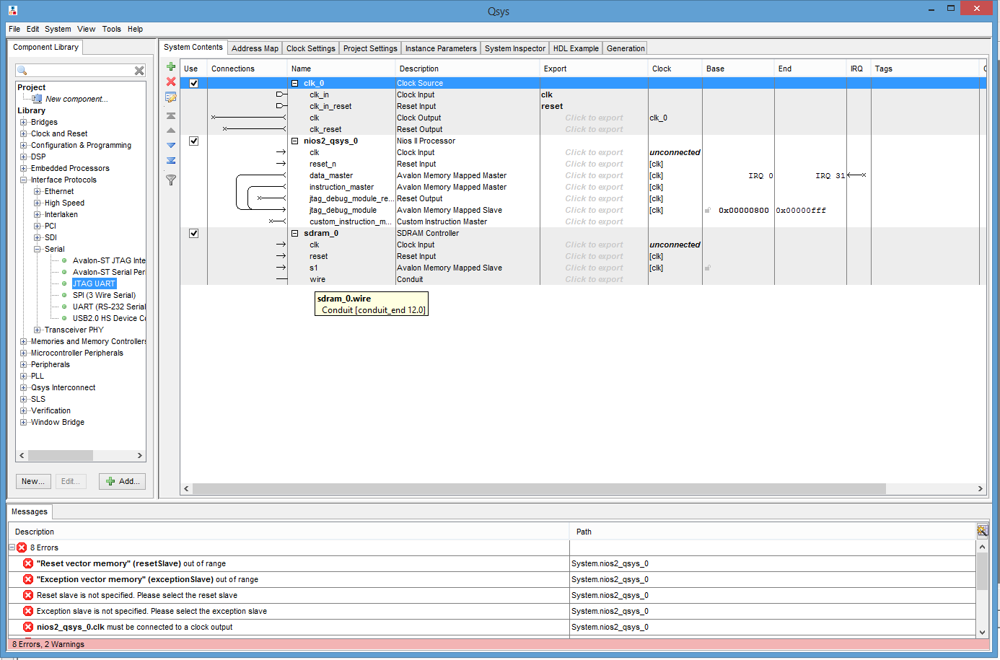 Qsys
File Edit System View Tools Help
Component Library
Project
New component...
Library
Bridges
Clock and Reset
Configuration & Programming
DSP
Embedded Processors
Interface Protocols
Ethernet
High Speed
Interlaken
PCI
SDI
Serial
Avalon-ST JTAG Inte
Avalon-ST Serial Per
JTAG UART
SPI (3 Wire Serial)
UART (RS-232 Serial
USB2.0 HS Device Co
Transceiver PHY
Memories and Memory Controllers
Microcontroller Peripherals
Peripherals
PLL
Qsys Interconnect
SLS
Verification
Window Bridge
New... Edit... Add...
System Contents Address Map Clock Settings Project Settings Instance Parameters System Inspector HDL Example Generation
Use Connections Name Description Export Clock Base End IRQ Tags
clk_0 Clock Source
clk_in Clock Input clk
clk_in_reset Reset Input reset
clk Clock Output Click to export clk_0
clk_reset Reset Output Click to export
nios2_qsys_0 Nios II Processor
clk Clock Input Click to export unconnected
reset_n Reset Input Click to export [clk]
data_master Avalon Memory Mapped Master Click to export [clk] IRQ 0 IRQ 31
instruction_master Avalon Memory Mapped Master Click to export [clk]
jtag_debug_module_re... Reset Output Click to export [clk]
jtag_debug_module Avalon Memory Mapped Slave Click to export [clk] 0x00000800 0x00000fff
custom_instruction_m... Custom Instruction Master Click to export
sdram_0 SDRAM Controller
clk Clock Input Click to export unconnected
reset Reset Input Click to export [clk]
s1 Avalon Memory Mapped Slave Click to export [clk]
wire Conduit Click to export
sdram_0.wire
Conduit [conduit_end 12.0]
Messages
Description Path
8 Errors
"Reset vector memory" (resetSlave) out of range System.nios2_qsys_0
"Exception vector memory" (exceptionSlave) out of range System.nios2_qsys_0
Reset slave is not specified. Please select the reset slave System.nios2_qsys_0
Exception slave is not specified. Please select the exception slave System.nios2_qsys_0
nios2_qsys_0.clk must be connected to a clock output System.nios2_qsys_0
8 Errors, 2 Warnings